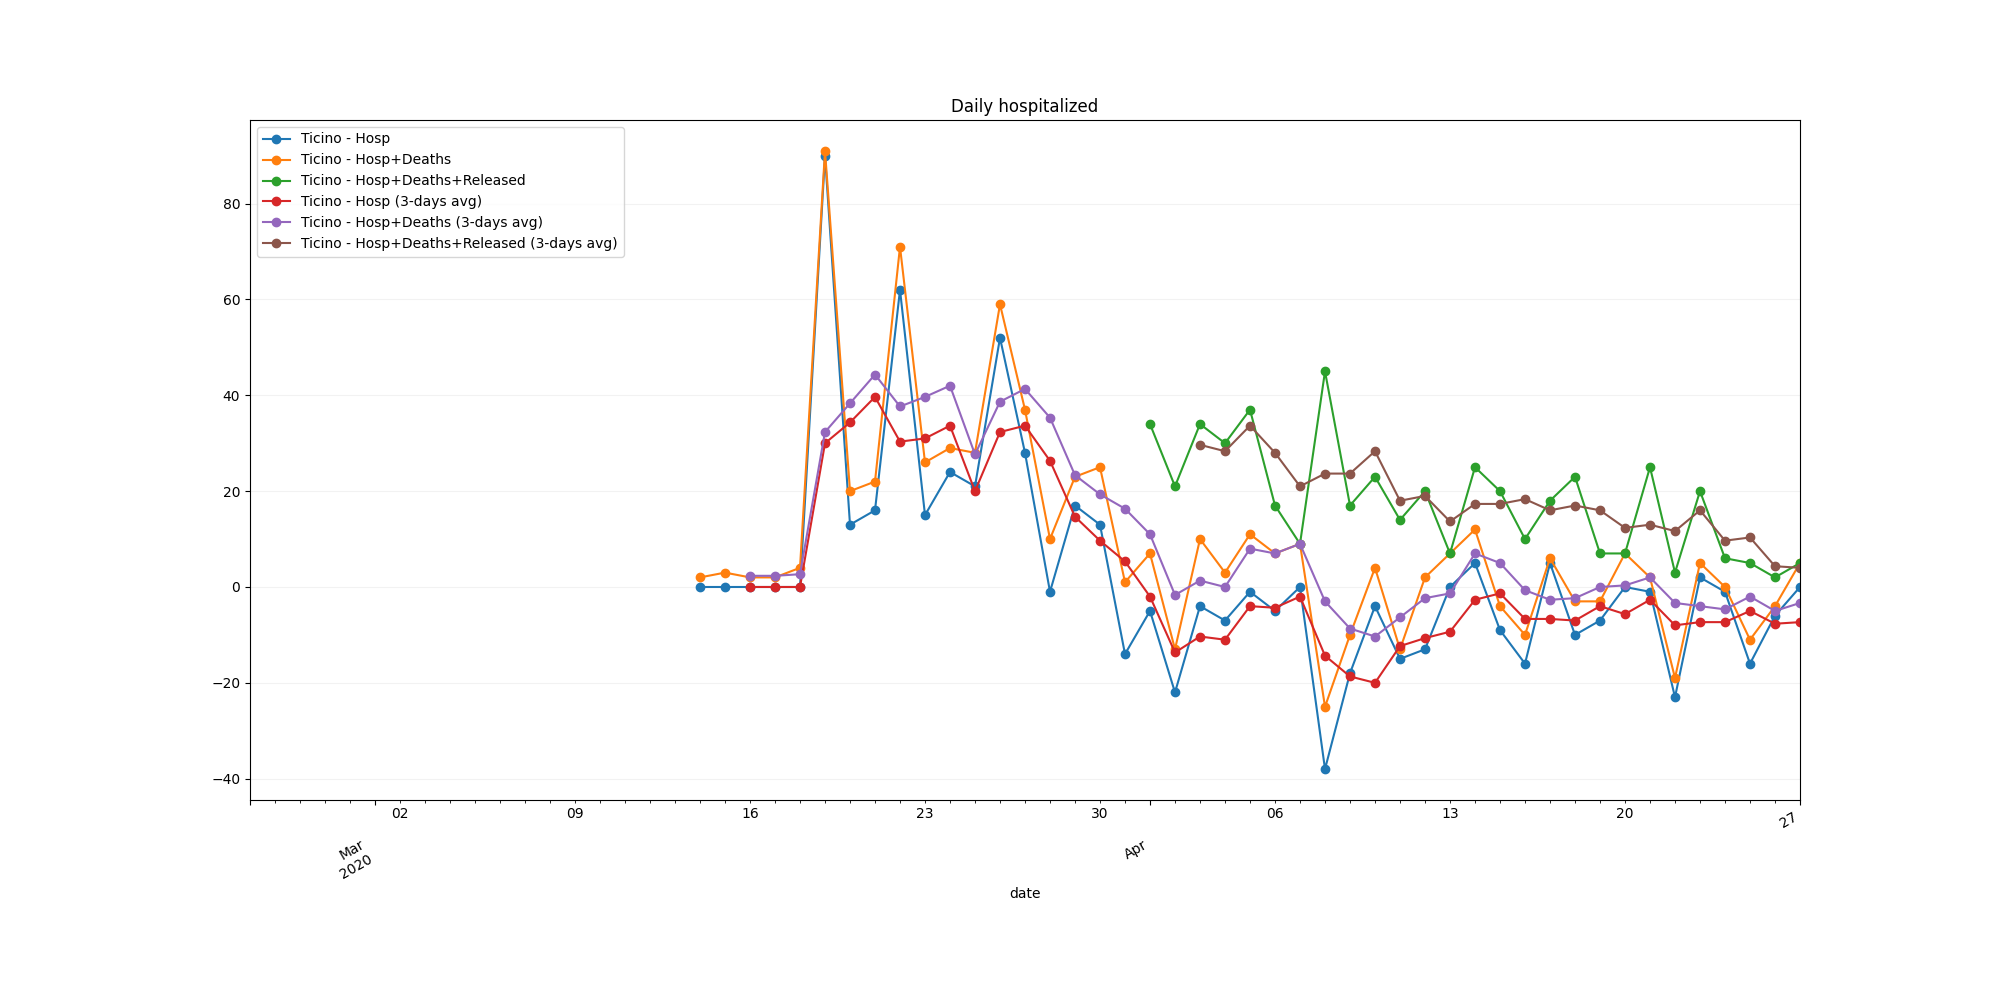 Daily hospitalized
Ticino - Hosp
Ticino - Hosp+Deaths
Ticino - Hosp+Deaths+Released
Ticino - Hosp (3-days avg)
Ticino - Hosp+Deaths (3-days avg)
Ticino - Hosp+Deaths+Released (3-days avg)
80
60
40
20
0
−20
−40
02 09 16 23 30 06 13 20 27
Mar Apr
2020
date